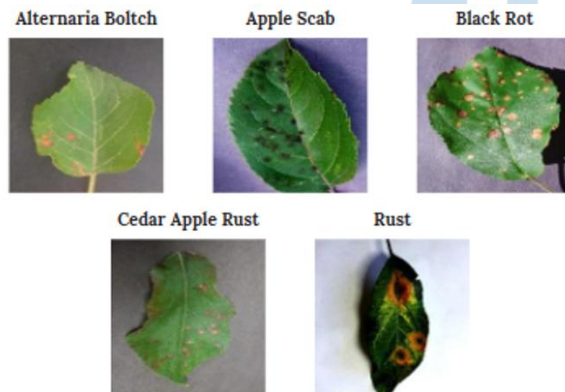 Alternaria Boltch
Apple Scab
Black Rot
Cedar Apple Rust
Rust